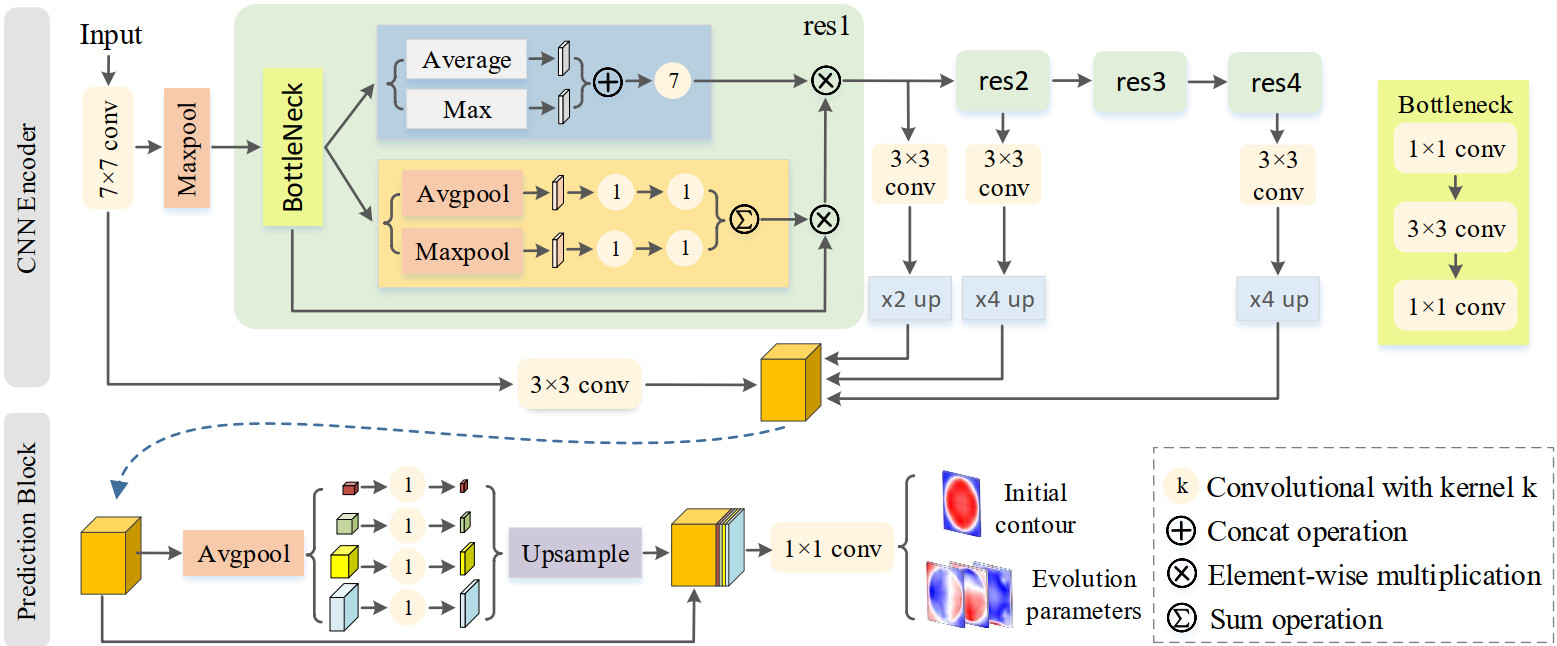 CNN Encoder
Input
7×7 conv
Maxpool
BottleNeck
res1
Average
Max
7
Avgpool
1
1
Maxpool
1
1
Σ
res2
res3
res4
3×3
conv
3×3
conv
3×3
conv
x2 up
x4 up
x4 up
3×3 conv
Bottleneck
1×1 conv
3×3 conv
1×1 conv
Prediction Block
Avgpool
1
1
1
1
Upsample
1×1 conv
Initial
contour
Evolution
parameters
k Convolutional with kernel k
Concat operation
Element-wise multiplication
Σ Sum operation